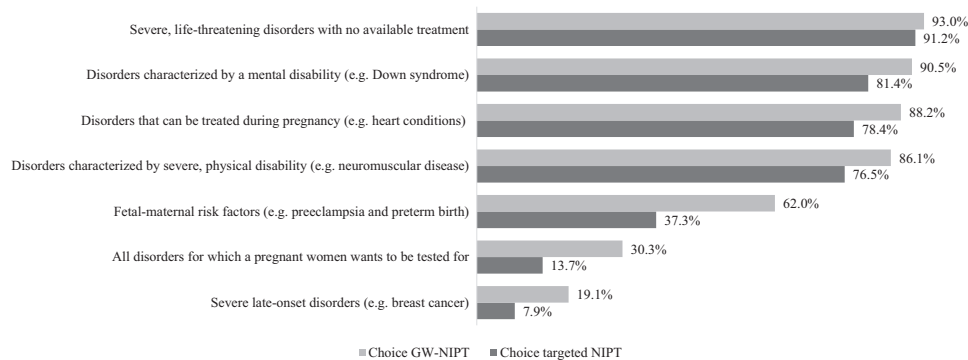 Severe, life-threatening disorders with no available treatment
93.0%
91.2%
Disorders characterized by a mental disability (e.g. Down syndrome)
90.5%
81.4%
Disorders that can be treated during pregnancy (e.g. heart conditions)
88.2%
78.4%
Disorders characterized by severe, physical disability (e.g. neuromuscular disease)
86.1%
76.5%
Fetal-maternal risk factors (e.g. preeclampsia and preterm birth)
62.0%
37.3%
All disorders for which a pregnant women wants to be tested for
30.3%
13.7%
Severe late-onset disorders (e.g. breast cancer)
19.1%
7.9%
Choice GW-NIPT Choice targeted NIPT